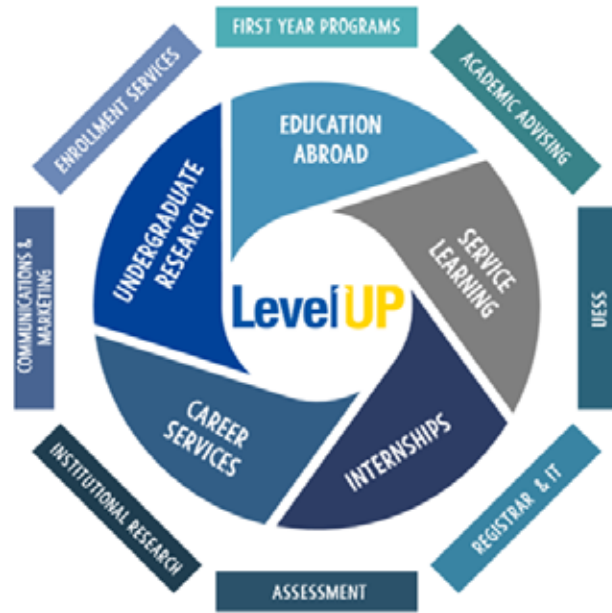 FIRST YEAR PROGRAMS
ACADEMIC ADVISING
UESS
REGISTRAR & IT
ASSESSMENT
INSTITUTIONAL RESEARCH
COMMUNICATIONS &
MARKETING
ENROLLMENT SERVICES
EDUCATION
ABROAD
SERVICE
LEARNING
INTERNSHIPS
CAREER
SERVICES
UNDERGRADUATE
RESEARCH
LevelUP